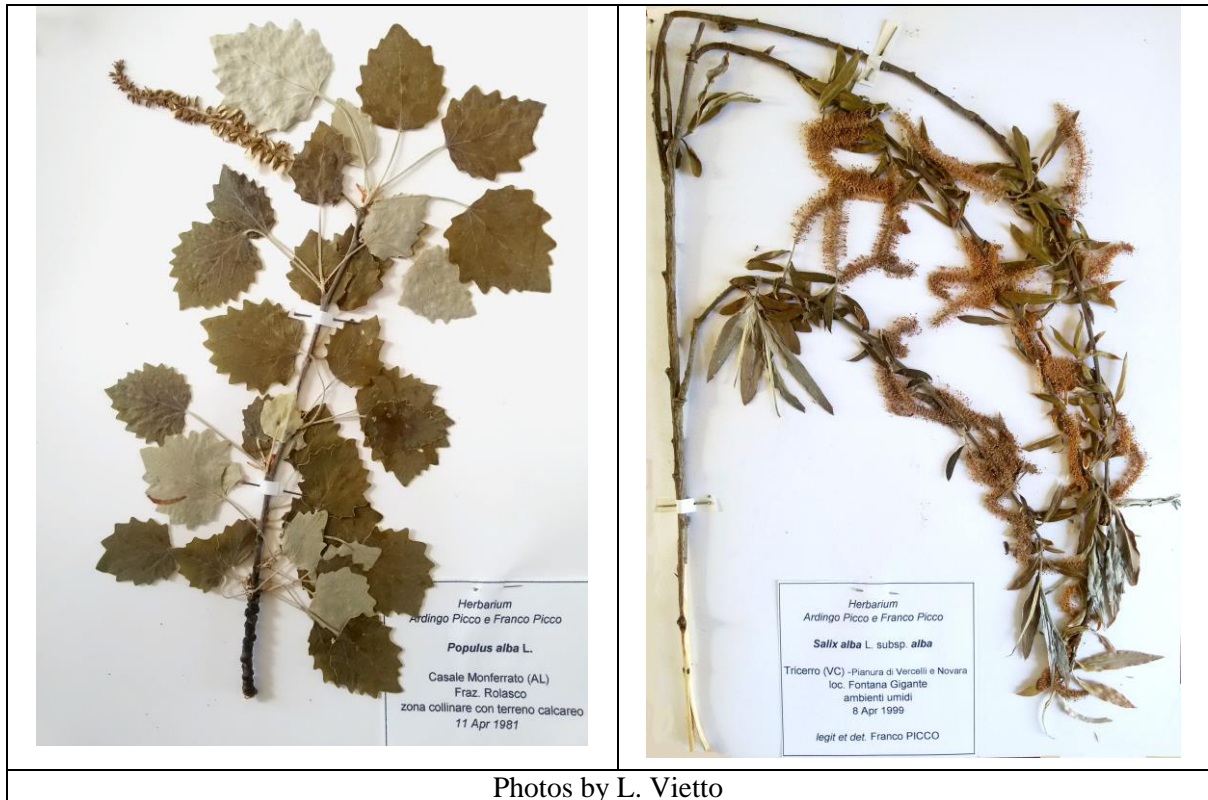 Herbarium
Ardingo Picco e Franco Picco
Populus alba L.
Casale Monferrato (AL)
Fraz. Rolasco
zona collinare con terreno calcareo
11 Apr 1981
Herbarium
Ardingo Picco e Franco Picco
Salix alba L. subsp. alba
Tricerro (VC) -Pianura di Vercelli e Novara
loc. Fontana Gigante
ambienti umidi
8 Apr 1999
legit et det. Franco PICCO
Photos by L. Vietto